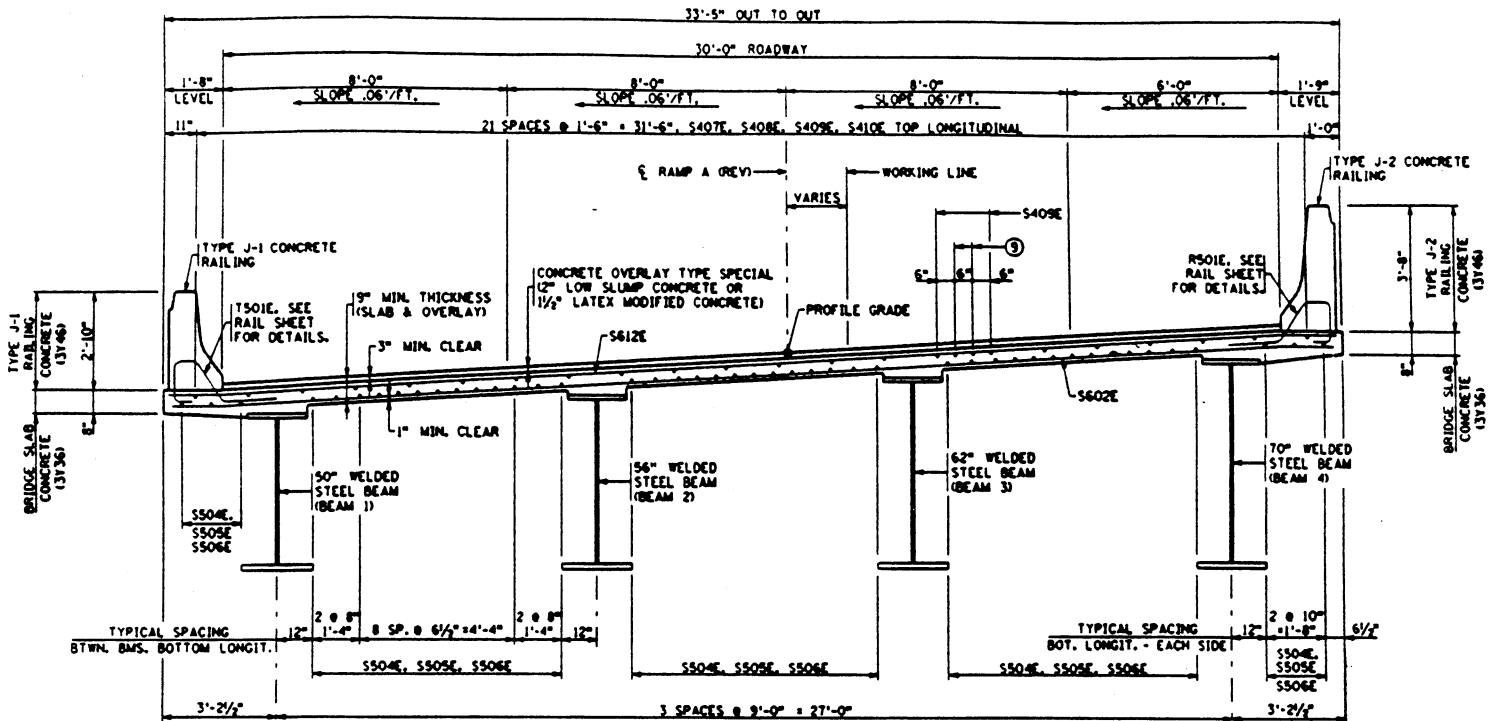 33'-5" OUT TO OUT
30'-0" ROADWAY
1'-8"
LEVEL
8'-0"
SLOPE .06'/FT.
8'-0"
SLOPE .06'/FT.
8'-0"
SLOPE .06'/FT.
6'-0"
SLOPE .06'/FT.
1'-9"
LEVEL
11"
21 SPACES @ 1'-6" = 31'-6", S407E, S408E, S409E, S410E TOP LONGITUDINAL
1'-0"
℄ RAMP A (REV)
WORKING LINE
VARIES
TYPE J-2 CONCRETE
RAILING
S409E
9
6"
6"
6"
TYPE J-1 CONCRETE
RAILING
T501E, SEE
RAIL SHEET
FOR DETAILS.
9" MIN. THICKNESS
(SLAB & OVERLAY)
3" MIN. CLEAR
CONCRETE OVERLAY TYPE SPECIAL
(2" LOW SLUMP CONCRETE OR
1½" LATEX MODIFIED CONCRETE)
S612E
PROFILE GRADE
R501E, SEE
RAIL SHEET
FOR DETAILS.
3'-8"
TYPE J-2
RAILING
CONCRETE
(3Y46)
TYPE J-1
RAILING
CONCRETE
(3Y46)
2'-10"
8"
BRIDGE SLAB
CONCRETE
(3Y36)
8"
BRIDGE SLAB
CONCRETE
(3Y36)
1" MIN. CLEAR
S602E
50" WELDED
STEEL BEAM
(BEAM 1)
56" WELDED
STEEL BEAM
(BEAM 2)
62" WELDED
STEEL BEAM
(BEAM 3)
70" WELDED
STEEL BEAM
(BEAM 4)
S504E,
S505E
S506E
TYPICAL SPACING
BTWN. BMS. BOTTOM LONGIT.
12"
2 @ 8"
1'-4"
8 SP. @ 6½" =4'-4"
2 @ 8"
1'-4"
12"
TYPICAL SPACING
BOT. LONGIT. - EACH SIDE
12"
2 @ 10"
=1'-8"
6½"
S504E, S505E, S506E
S504E, S505E, S506E
S504E, S505E, S506E
S504E,
S505E
S506E
3'-2½"
3 SPACES @ 9'-0" = 27'-0"
3'-2½"